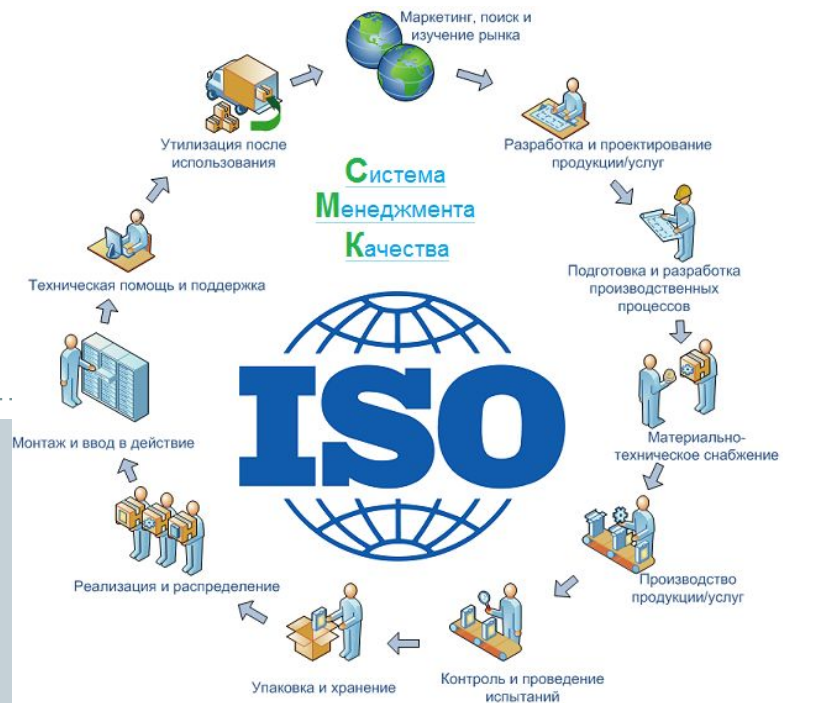 Маркетинг, поиск и
изучение рынка
Разработка и проектирование
продукции/услуг
Подготовка и разработка
производственных
процессов
Материально-
техническое снабжение
Производство
продукции/услуг
Контроль и проведение
испытаний
Упаковка и хранение
Реализация и распределение
Монтаж и ввод в действие
Техническая помощь и поддержка
Утилизация после
использования
Система
Менеджмента
Качества
ISO